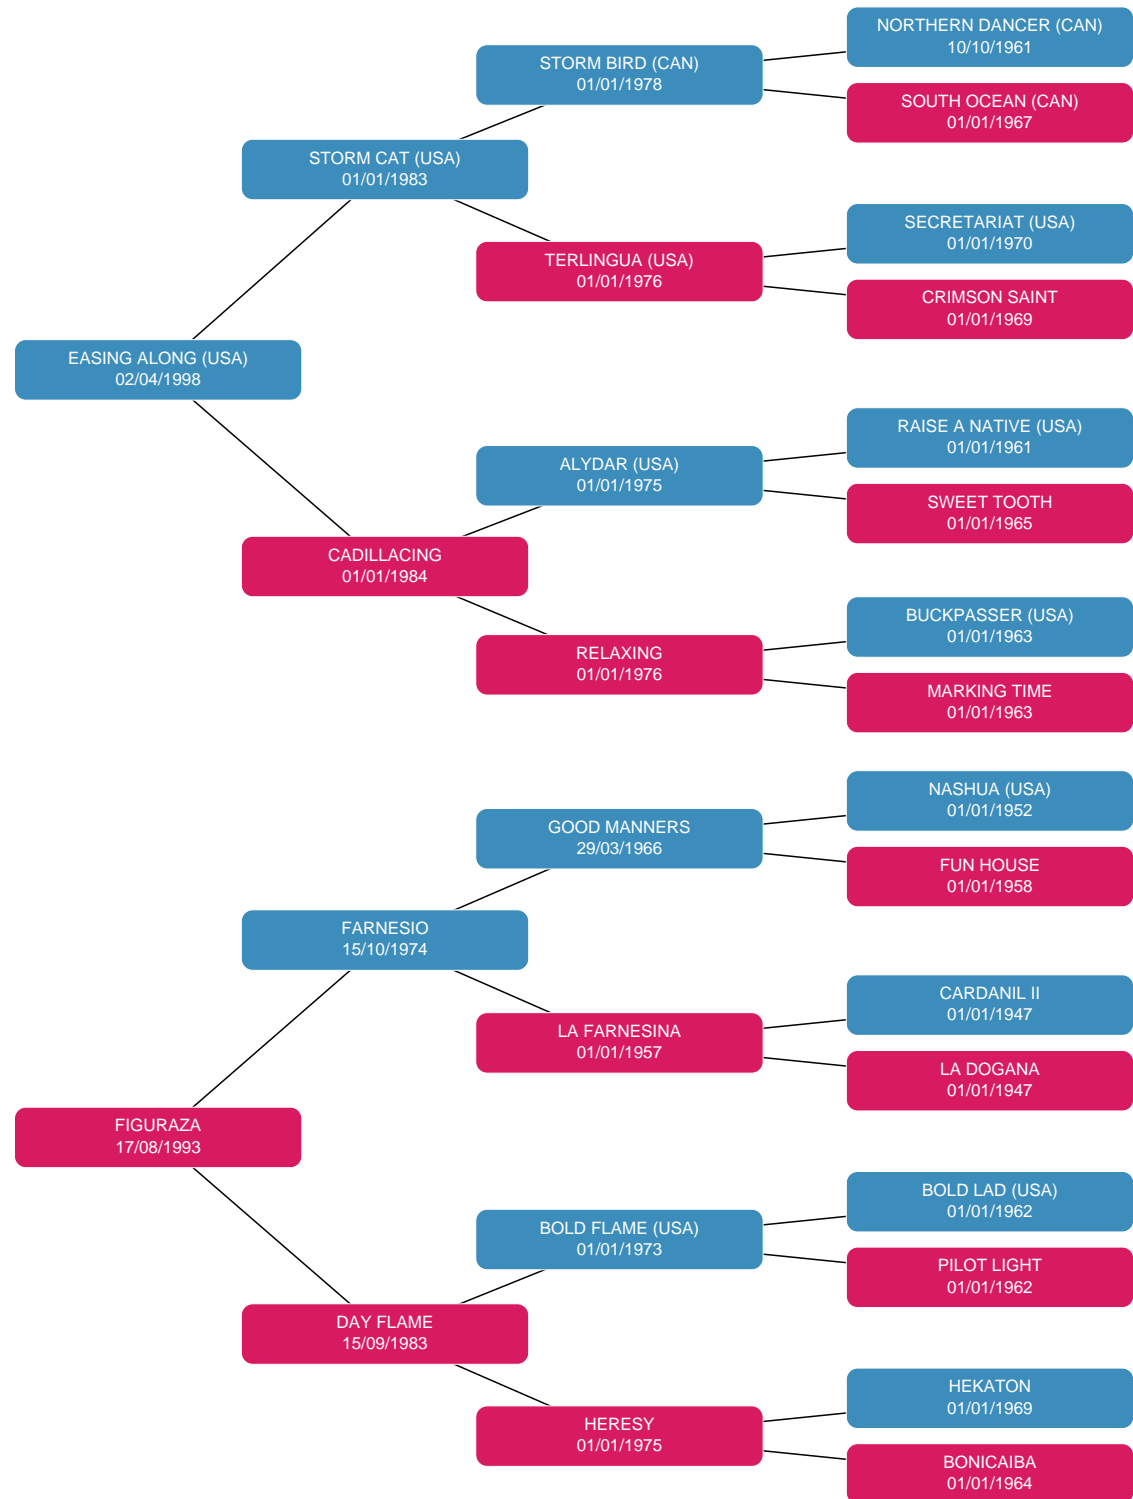 NORTHERN DANCER (CAN)
10/10/1961
STORM BIRD (CAN)
01/01/1978
SOUTH OCEAN (CAN)
01/01/1967
STORM CAT (USA)
01/01/1983
SECRETARIAT (USA)
01/01/1970
TERLINGUA (USA)
01/01/1976
CRIMSON SAINT
01/01/1969
EASING ALONG (USA)
02/04/1998
RAISE A NATIVE (USA)
01/01/1961
ALYDAR (USA)
01/01/1975
SWEET TOOTH
01/01/1965
CADILLACING
01/01/1984
BUCKPASSER (USA)
01/01/1963
RELAXING
01/01/1976
MARKING TIME
01/01/1963
NASHUA (USA)
01/01/1952
GOOD MANNERS
29/03/1966
FUN HOUSE
01/01/1958
FARNESIO
15/10/1974
CARDANIL II
01/01/1947
LA FARNESINA
01/01/1957
LA DOGANA
01/01/1947
FIGURAZA
17/08/1993
BOLD LAD (USA)
01/01/1962
BOLD FLAME (USA)
01/01/1973
PILOT LIGHT
01/01/1962
DAY FLAME
15/09/1983
HEKATON
01/01/1969
HERESY
01/01/1975
BONICAIBA
01/01/1964